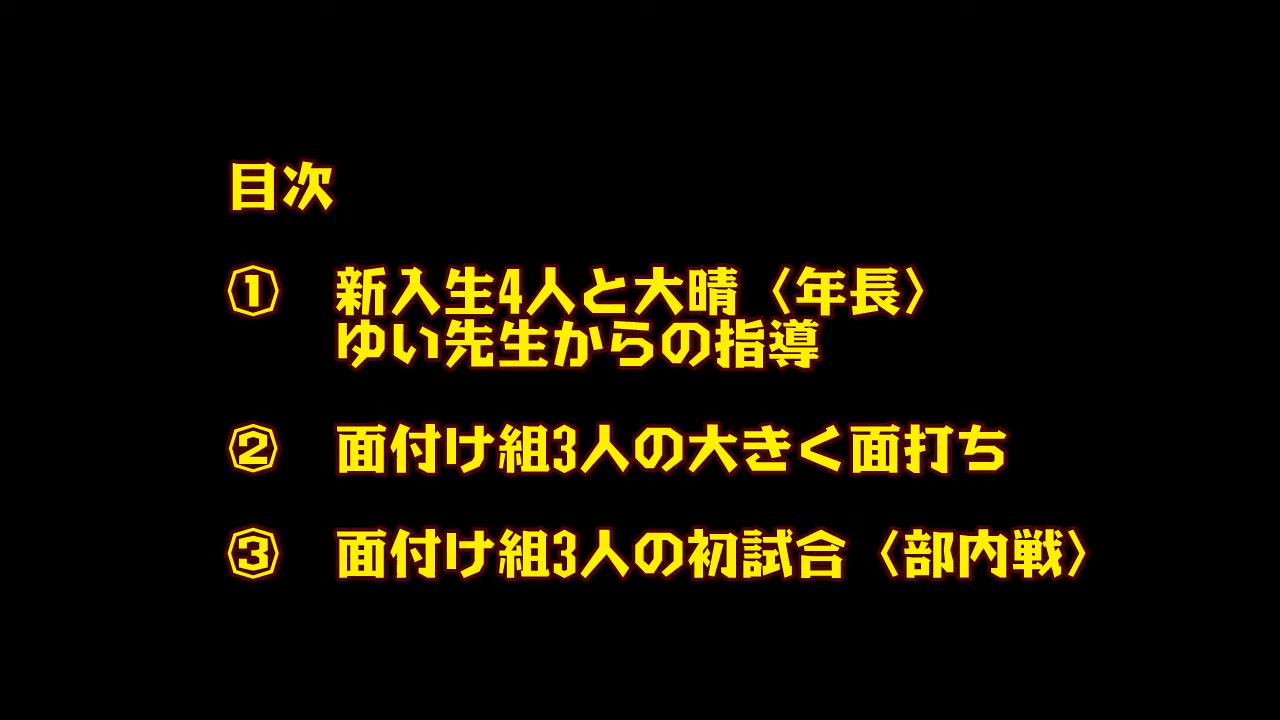 目次
① 新入生4人と大晴〈年長〉
ゆい先生からの指導
② 面付け組3人の大きく面打ち
③ 面付け組3人の初試合〈部内戦〉